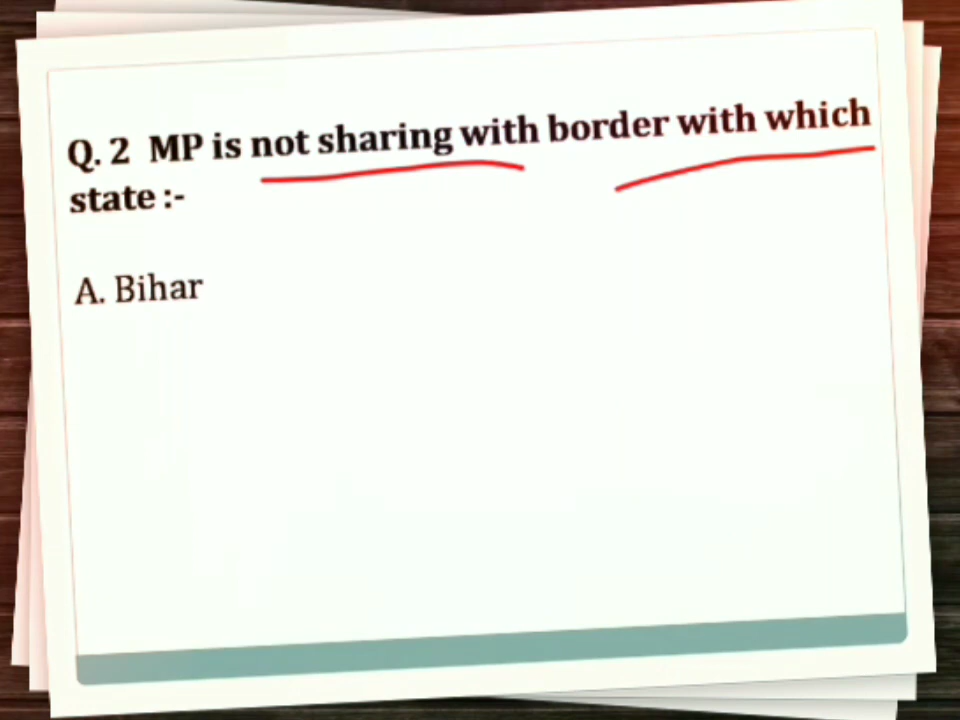 Q. 2 MP is not sharing with border with which
state :-
A. Bihar